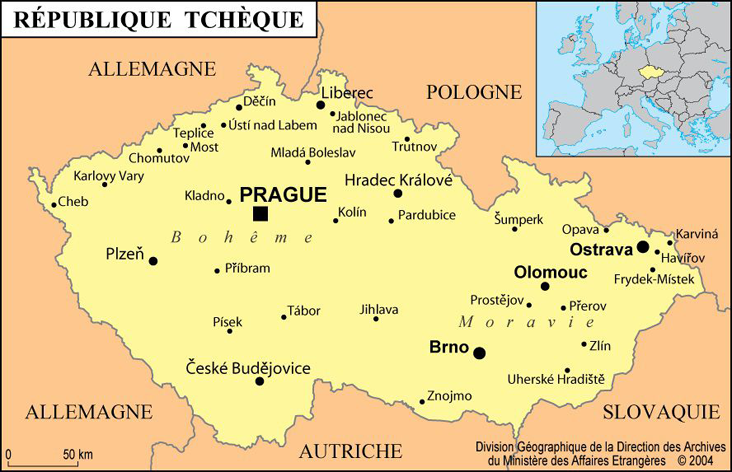 RÉPUBLIQUE TCHÈQUE
ALLEMAGNE
POLOGNE
Děčín
Liberec
Jablonec
nad Nisou
Teplice
Ústí nad Labem
Most
Trutnov
Chomutov
Mladá Boleslav
Karlovy Vary
Hradec Králové
Cheb
Kladno
PRAGUE
Kolín
Pardubice
Šumperk
Opava
Karviná
Bohême
Ostrava
Havířov
Plzeň
Příbram
Olomouc
Frydek-Místek
Prostějov
Přerov
Tábor
Jihlava
Písek
Moravie
Brno
Zlín
České Budějovice
Uherské Hradiště
Znojmo
ALLEMAGNE
SLOVAQUIE
AUTRICHE
0 50 km
Division Géographique de la Direction des Archives
du Ministère des Affaires Etrangères © 2004